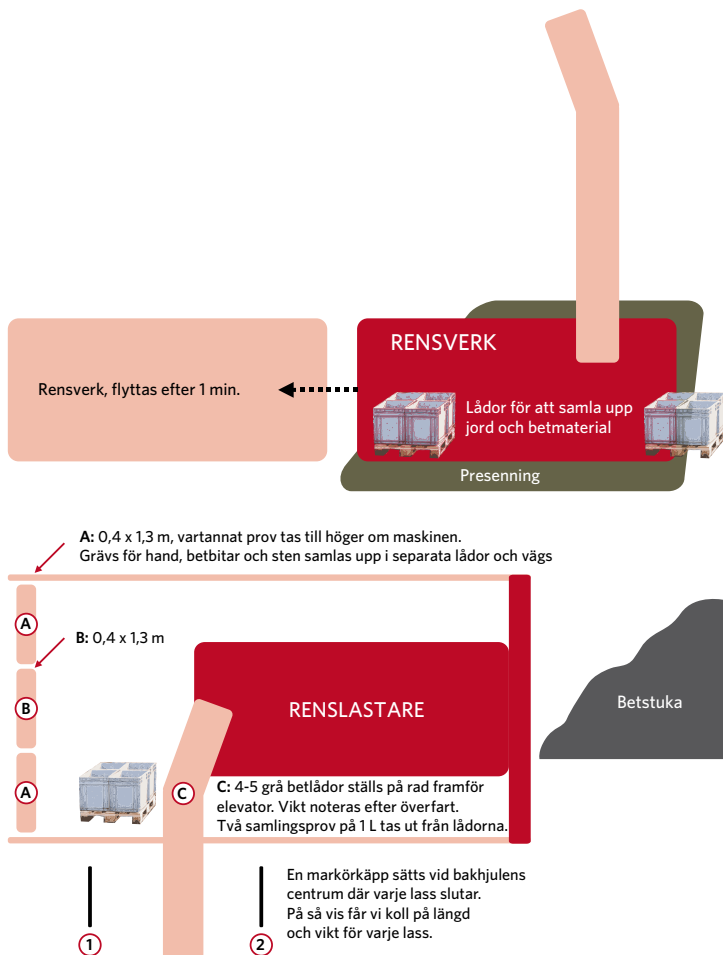 RENSVERK
Rensverk, flyttas efter 1 min.
Lådor för att samla upp
jord och betmaterial
Presenning
A: 0,4 x 1,3 m, vartannat prov tas till höger om maskinen.
Grävs för hand, betbitar och sten samlas upp i separata lådor och vägs
A
B: 0,4 x 1,3 m
B
RENSLASTARE
Betstuka
A
C
C: 4-5 grå betlådor ställs på rad framför
elevator. Vikt noteras efter överfart.
Två samlingsprov på 1 L tas ut från lådorna.
En markörkäpp sätts vid bakhjulens
centrum där varje lass slutar.
På så vis får vi koll på längd
och vikt för varje lass.
1
2